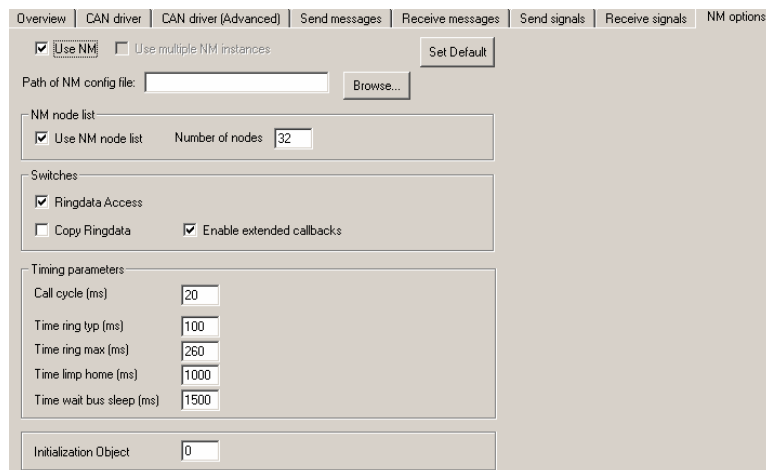 Overview CAN driver CAN driver (Advanced) Send messages Receive messages Send signals Receive signals NM options
Use NM Use multiple NM instances Set Default
Path of NM config file: Browse...
NM node list
Use NM node list Number of nodes 32
Switches
Ringdata Access
Copy Ringdata Enable extended callbacks
Timing parameters
Call cycle (ms) 20
Time ring typ (ms) 100
Time ring max (ms) 260
Time limp home (ms) 1000
Time wait bus sleep (ms) 1500
Initialization Object 0